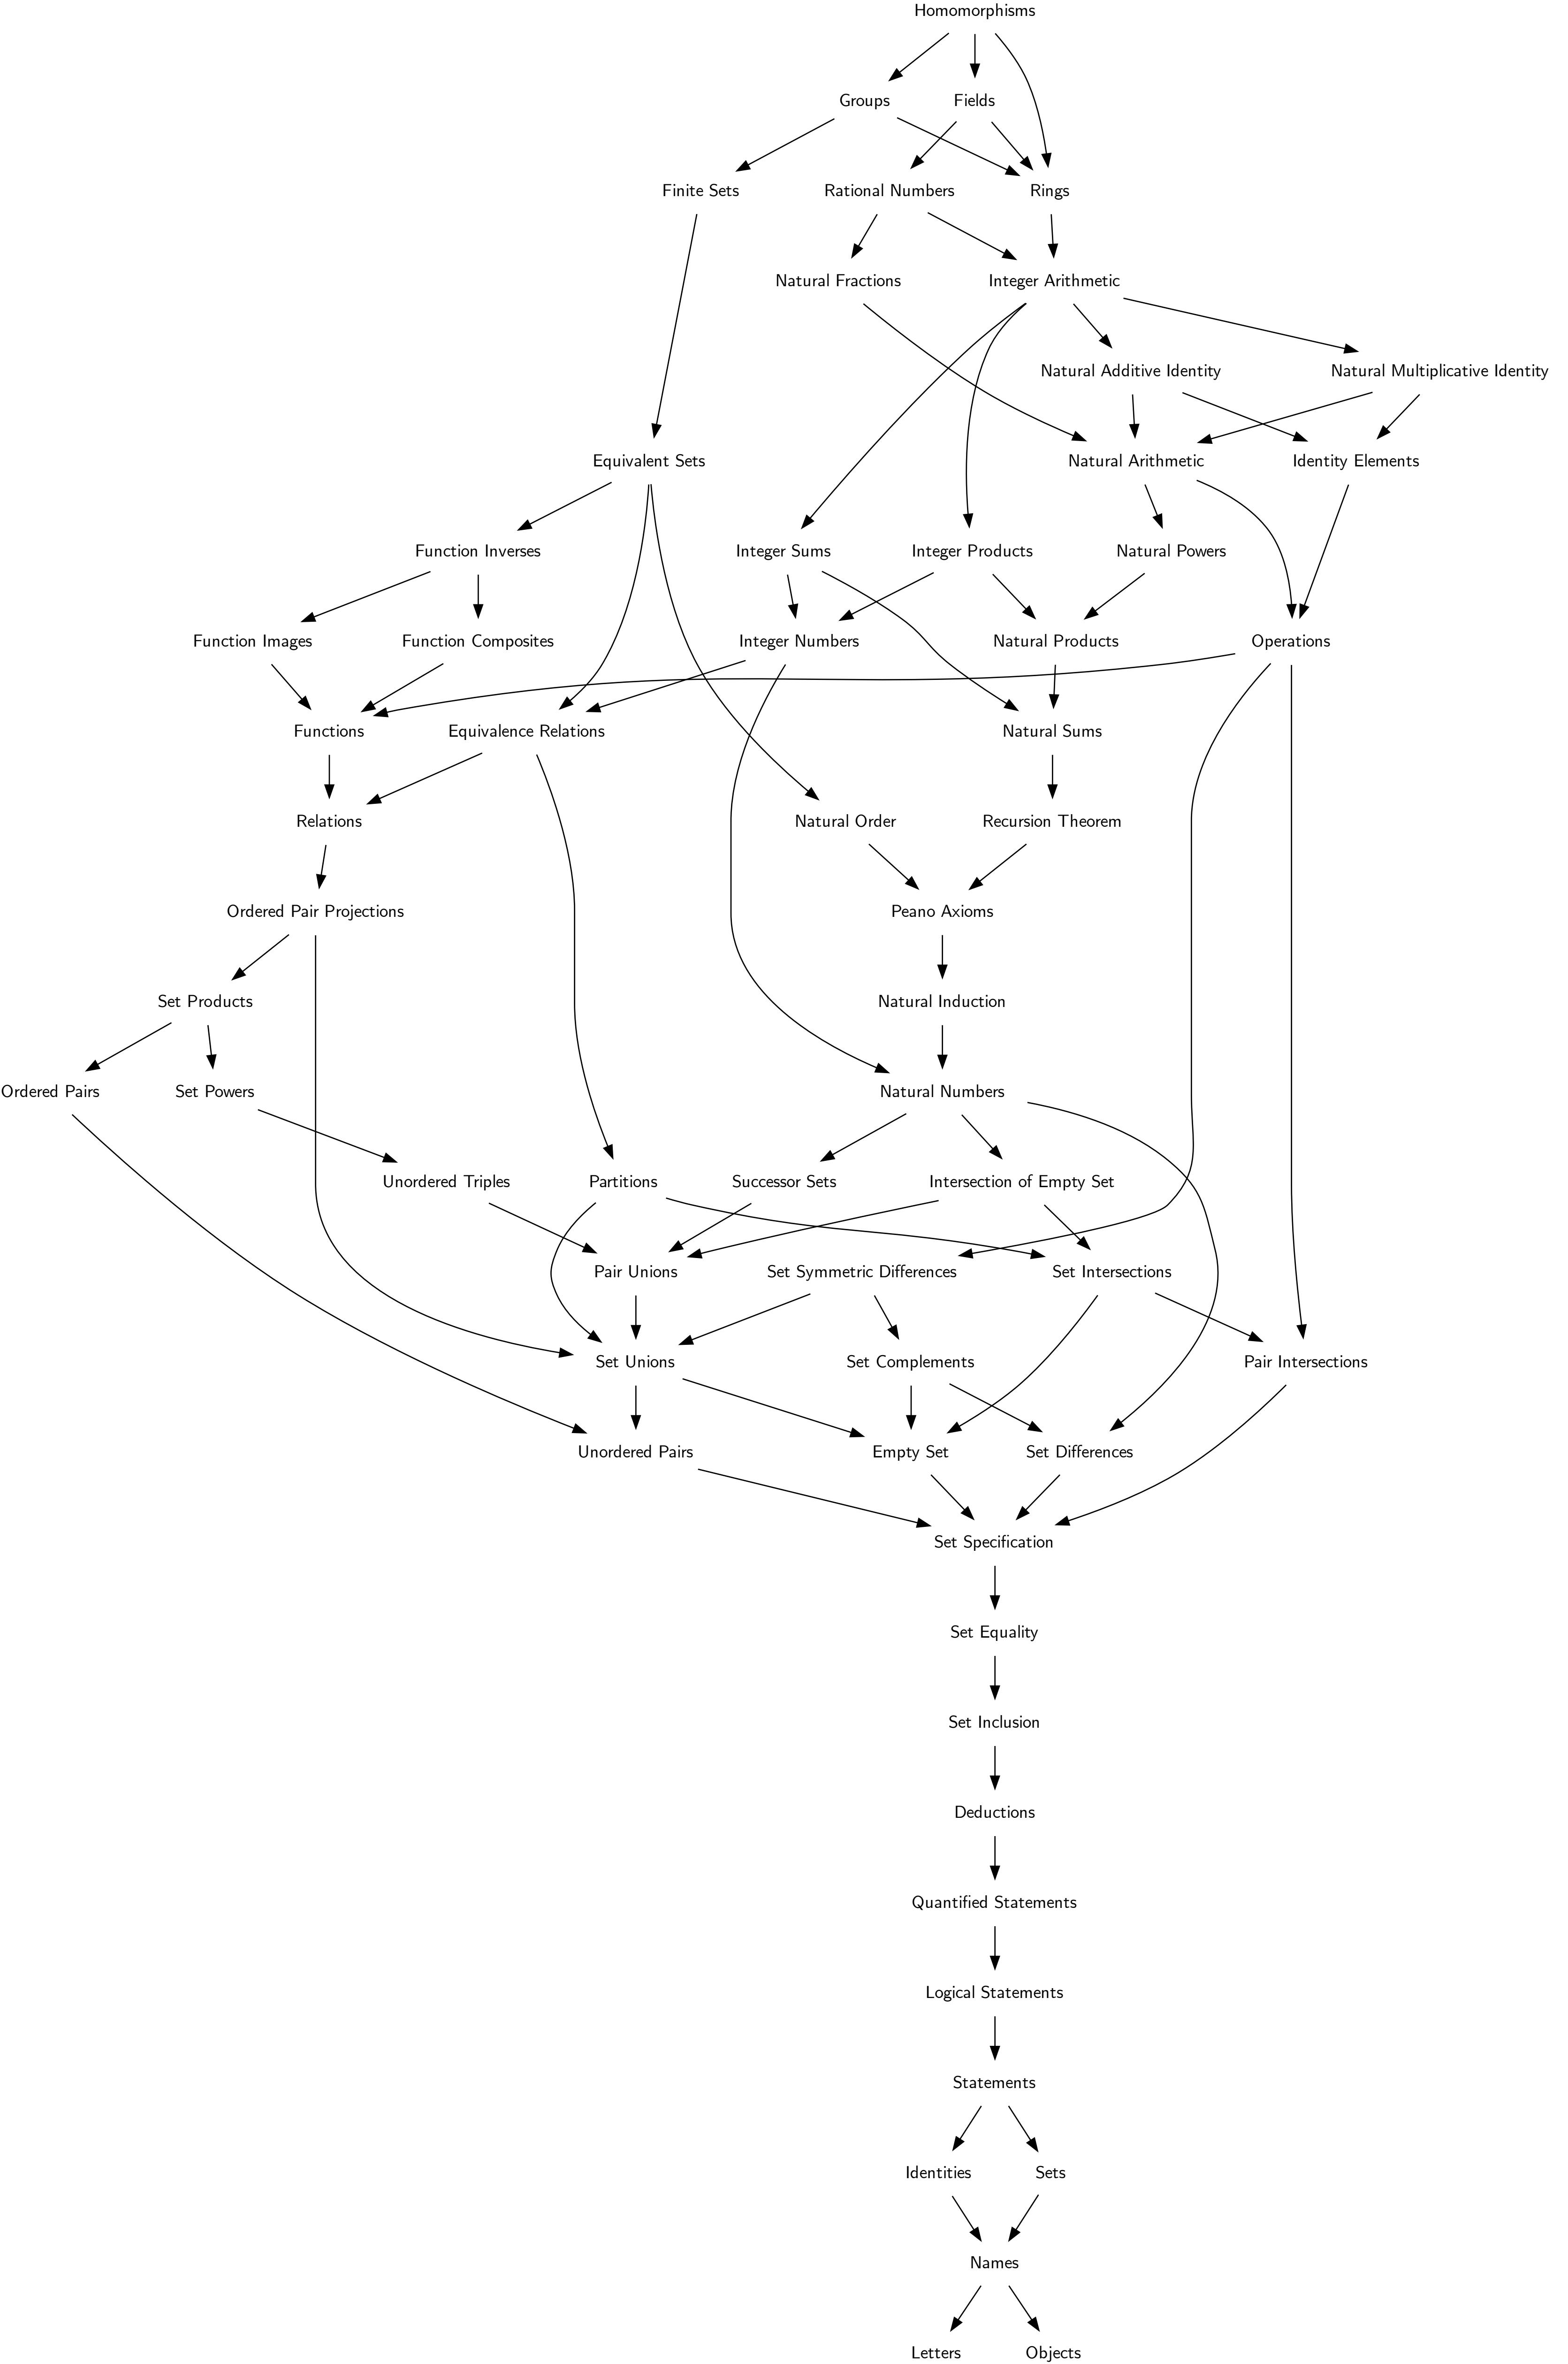 Homomorphisms
Groups
Fields
Finite Sets
Rational Numbers
Rings
Natural Fractions
Integer Arithmetic
Natural Additive Identity
Natural Multiplicative Identity
Equivalent Sets
Natural Arithmetic
Identity Elements
Function Inverses
Integer Sums
Integer Products
Natural Powers
Function Images
Function Composites
Integer Numbers
Natural Products
Operations
Functions
Equivalence Relations
Natural Sums
Relations
Natural Order
Recursion Theorem
Ordered Pair Projections
Peano Axioms
Set Products
Natural Induction
Ordered Pairs
Set Powers
Natural Numbers
Unordered Triples
Partitions
Successor Sets
Intersection of Empty Set
Pair Unions
Set Symmetric Differences
Set Intersections
Set Unions
Set Complements
Pair Intersections
Unordered Pairs
Empty Set
Set Differences
Set Specification
Set Equality
Set Inclusion
Deductions
Quantified Statements
Logical Statements
Statements
Identities
Sets
Names
Letters
Objects